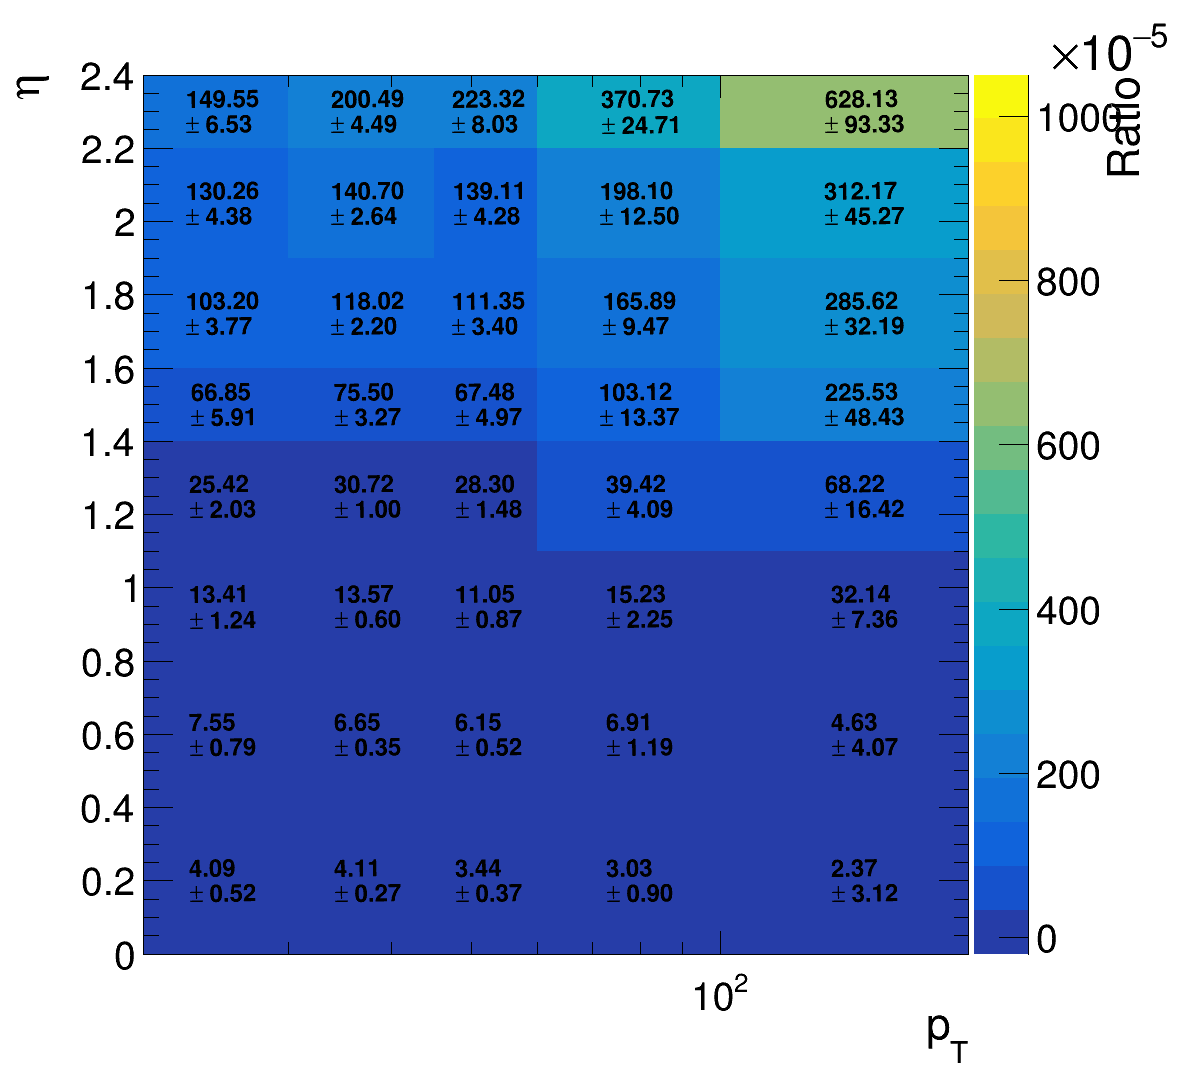 ×10⁻⁵
η
Ratio
2.4
2.2
2
1.8
1.6
1.4
1.2
1
0.8
0.6
0.4
0.2
0
149.55 200.49 223.32 370.73 628.13
± 6.53 ± 4.49 ± 8.03 ± 24.71 ± 93.33
130.26 140.70 139.11 198.10 312.17
± 4.38 ± 2.64 ± 4.28 ± 12.50 ± 45.27
103.20 118.02 111.35 165.89 285.62
± 3.77 ± 2.20 ± 3.40 ± 9.47 ± 32.19
66.85 75.50 67.48 103.12 225.53
± 5.91 ± 3.27 ± 4.97 ± 13.37 ± 48.43
25.42 30.72 28.30 39.42 68.22
± 2.03 ± 1.00 ± 1.48 ± 4.09 ± 16.42
13.41 13.57 11.05 15.23 32.14
± 1.24 ± 0.60 ± 0.87 ± 2.25 ± 7.36
7.55 6.65 6.15 6.91 4.63
± 0.79 ± 0.35 ± 0.52 ± 1.19 ± 4.07
4.09 4.11 3.44 3.03 2.37
± 0.52 ± 0.27 ± 0.37 ± 0.90 ± 3.12
1000
800
600
400
200
0
10²
p_T